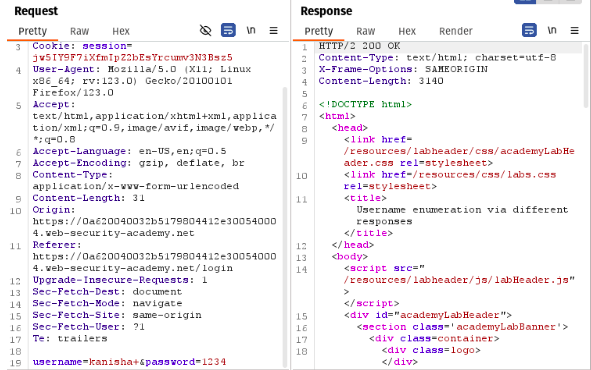 Request
Pretty Raw Hex
\n
3 Cookie: session=
jw5IY9F7iXfmIpZ2bEsYrcumv3N3Bsz5
4 User-Agent: Mozilla/5.0 (X11; Linux
x86_64; rv:123.0) Gecko/20100101
Firefox/123.0
5 Accept:
text/html,application/xhtml+xml,applica
tion/xml;q=0.9,image/avif,image/webp,*/
*;q=0.8
6 Accept-Language: en-US,en;q=0.5
7 Accept-Encoding: gzip, deflate, br
8 Content-Type:
application/x-www-form-urlencoded
9 Content-Length: 31
10 Origin:
https://0a620040032b5179804412e30054000
4.web-security-academy.net
11 Referer:
https://0a620040032b5179804412e30054000
4.web-security-academy.net/login
12 Upgrade-Insecure-Requests: 1
13 Sec-Fetch-Dest: document
14 Sec-Fetch-Mode: navigate
15 Sec-Fetch-Site: same-origin
16 Sec-Fetch-User: ?1
17 Te: trailers
18
19 username=kanisha+&password=1234
Response
Pretty Raw Hex Render
\n
1 HTTP/2 200 OK
2 Content-Type: text/html; charset=utf-8
3 X-Frame-Options: SAMEORIGIN
4 Content-Length: 3140
5
6 <!DOCTYPE html>
7 <html>
8 <head>
9 <link href=
/resources/labheader/css/academyLabHe
ader.css rel=stylesheet>
10 <link href=/resources/css/labs.css
rel=stylesheet>
11 <title>
Username enumeration via different
responses
</title>
12 </head>
13 <body>
14 <script src="
/resources/labheader/js/labHeader.js"
>
</script>
15 <div id="academyLabHeader">
16 <section class='academyLabBanner'>
17 <div class=container>
18 <div class=logo>
</div>